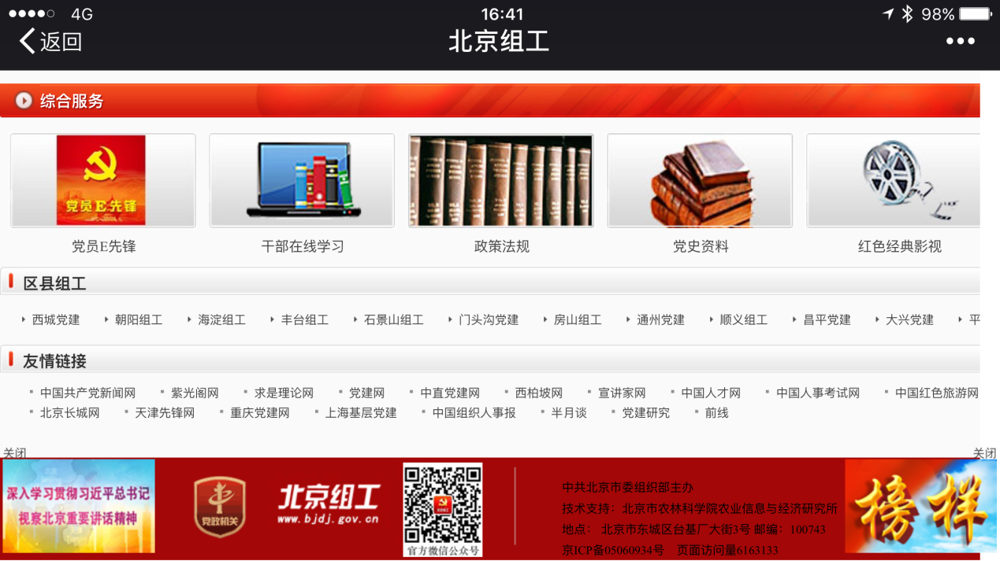 4G
16:41
98%
返回
北京组工
综合服务
党员E先锋
党员E先锋
干部在线学习
政策法规
党史资料
红色经典影视
区县组工
西城党建
朝阳组工
海淀组工
丰台组工
石景山组工
门头沟党建
房山组工
通州党建
顺义组工
昌平党建
大兴党建
平
友情链接
中国共产党新闻网
紫光阁网
求是理论网
党建网
中直党建网
西柏坡网
宣讲家网
中国人才网
中国人事考试网
中国红色旅游网
北京长城网
天津先锋网
重庆党建网
上海基层党建
中国组织人事报
半月谈
党建研究
前线
关闭
关闭
深入学习贯彻习近平总书记
视察北京重要讲话精神
党政机关
北京组工
www.bjdj.gov.cn
官方微信公众号
中共北京市委组织部主办
技术支持：北京市农林科学院农业信息与经济研究所
地点： 北京市东城区台基厂大街3号 邮编：100743
京ICP备05060934号 页面访问量6163133
榜样